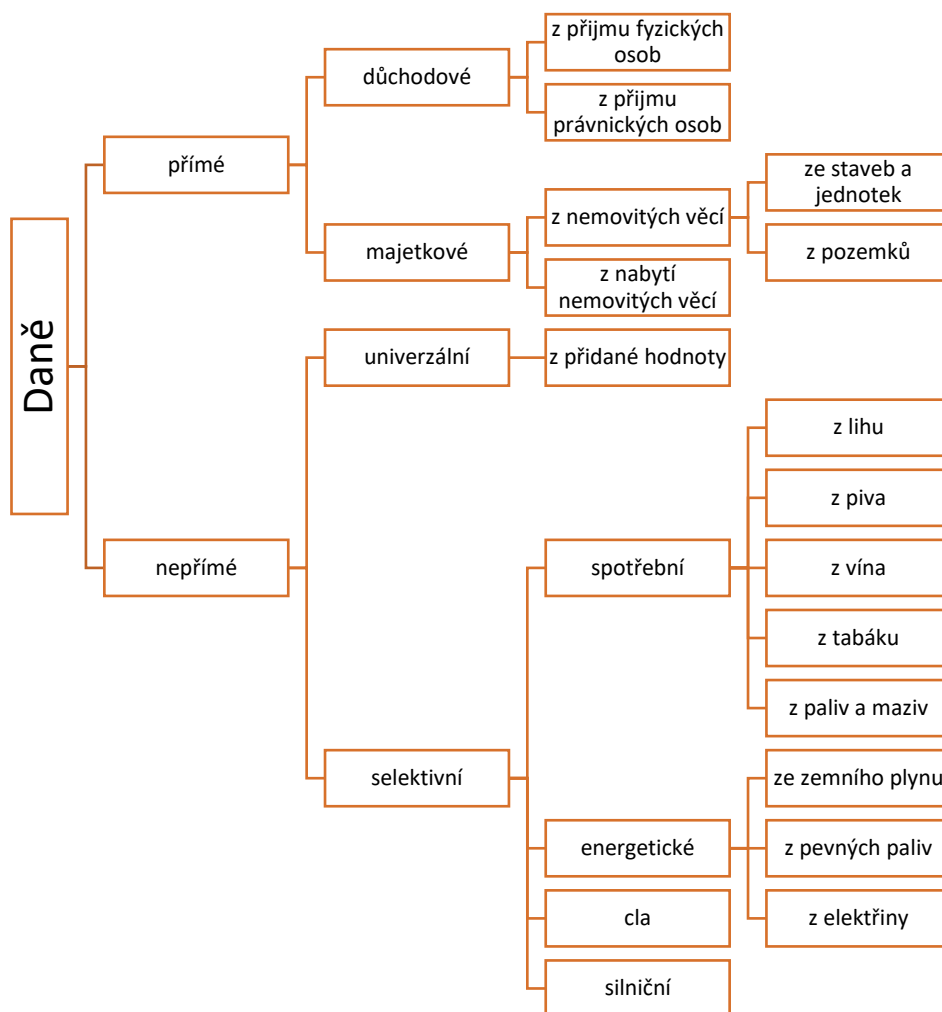 Daně
přímé
důchodové
z přijmu fyzických
osob
z přijmu
právnických osob
majetkové
z nemovitých věcí
ze staveb a
jednotek
z pozemků
z nabytí
nemovitých věcí
nepřímé
univerzální
z přidané hodnoty
selektivní
spotřební
z lihu
z piva
z vína
z tabáku
z paliv a maziv
energetické
ze zemního plynu
z pevných paliv
z elektřiny
cla
silniční